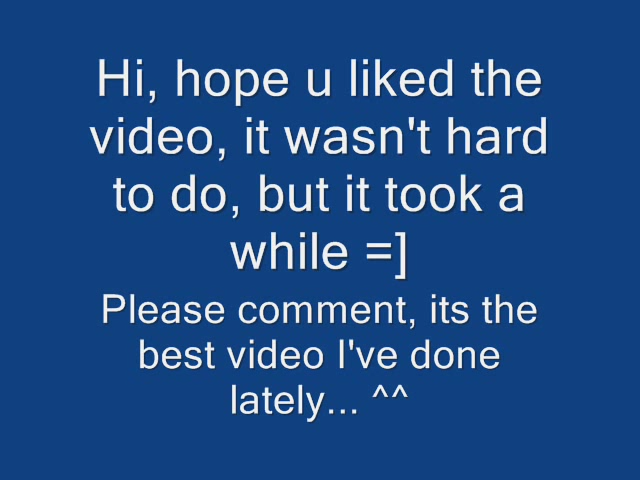 Hi, hope u liked the
video, it wasn't hard
to do, but it took a
while =]
Please comment, its the
best video I've done
lately... ^^